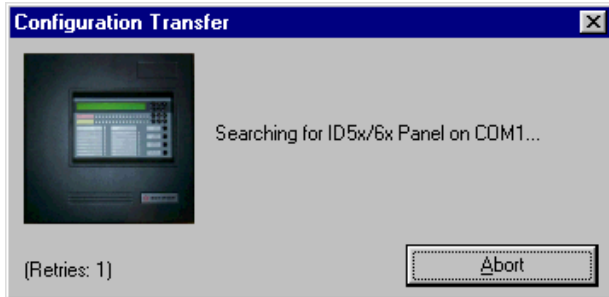 Configuration Transfer
Searching for ID5x/6x Panel on COM1...
(Retries: 1)
Abort